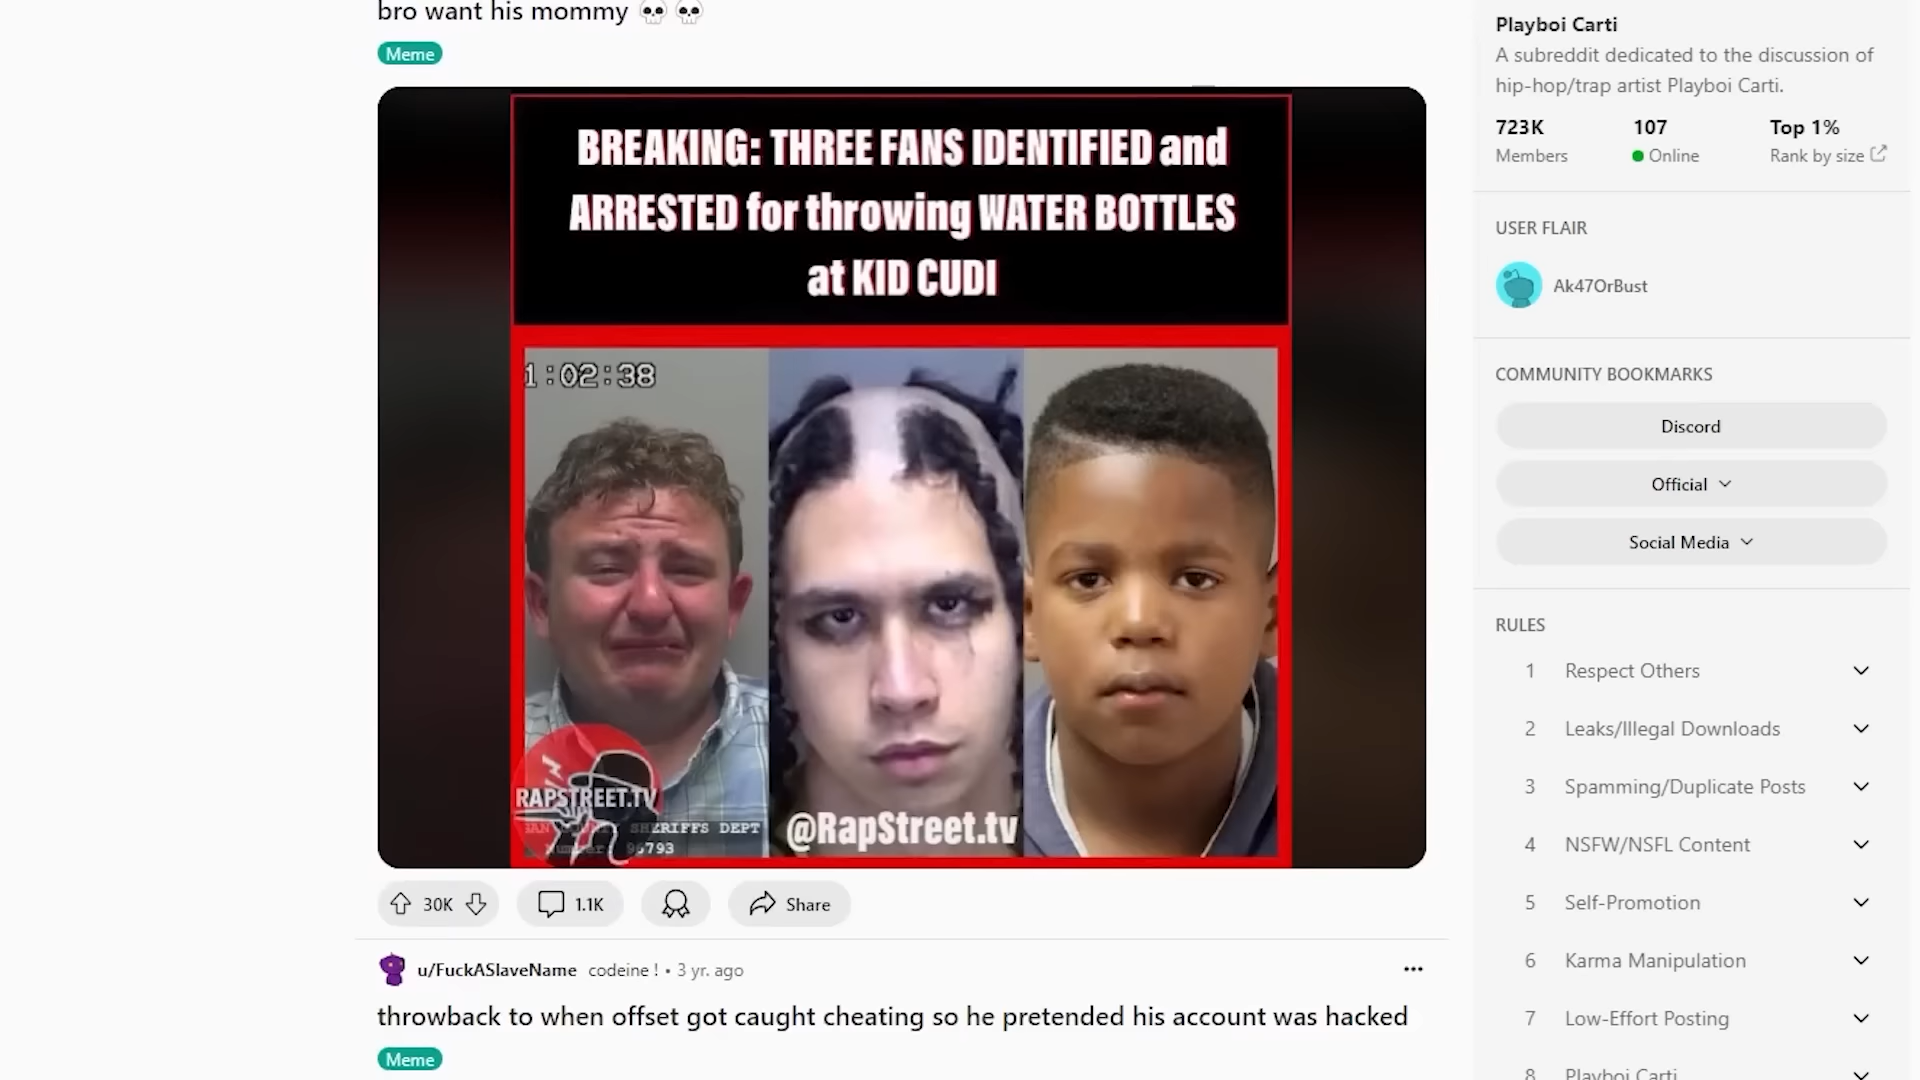 bro want his mommy 💀 💀
Meme
BREAKING: THREE FANS IDENTIFIED and
ARRESTED for throwing WATER BOTTLES
at KID CUDI
1:02:38
RAPSTREET.TV
SHERIFFS DEPT
@RapStreet.tv
30K
1.1K
Share
u/FuckASlaveName codeine ! • 3 yr. ago
throwback to when offset got caught cheating so he pretended his account was hacked
Meme
Playboi Carti
A subreddit dedicated to the discussion of
hip-hop/trap artist Playboi Carti.
723K 107 Top 1%
Members Online Rank by size
USER FLAIR
Ak47OrBust
COMMUNITY BOOKMARKS
Discord
Official
Social Media
RULES
1 Respect Others
2 Leaks/Illegal Downloads
3 Spamming/Duplicate Posts
4 NSFW/NSFL Content
5 Self-Promotion
6 Karma Manipulation
7 Low-Effort Posting
8 Playboi Carti